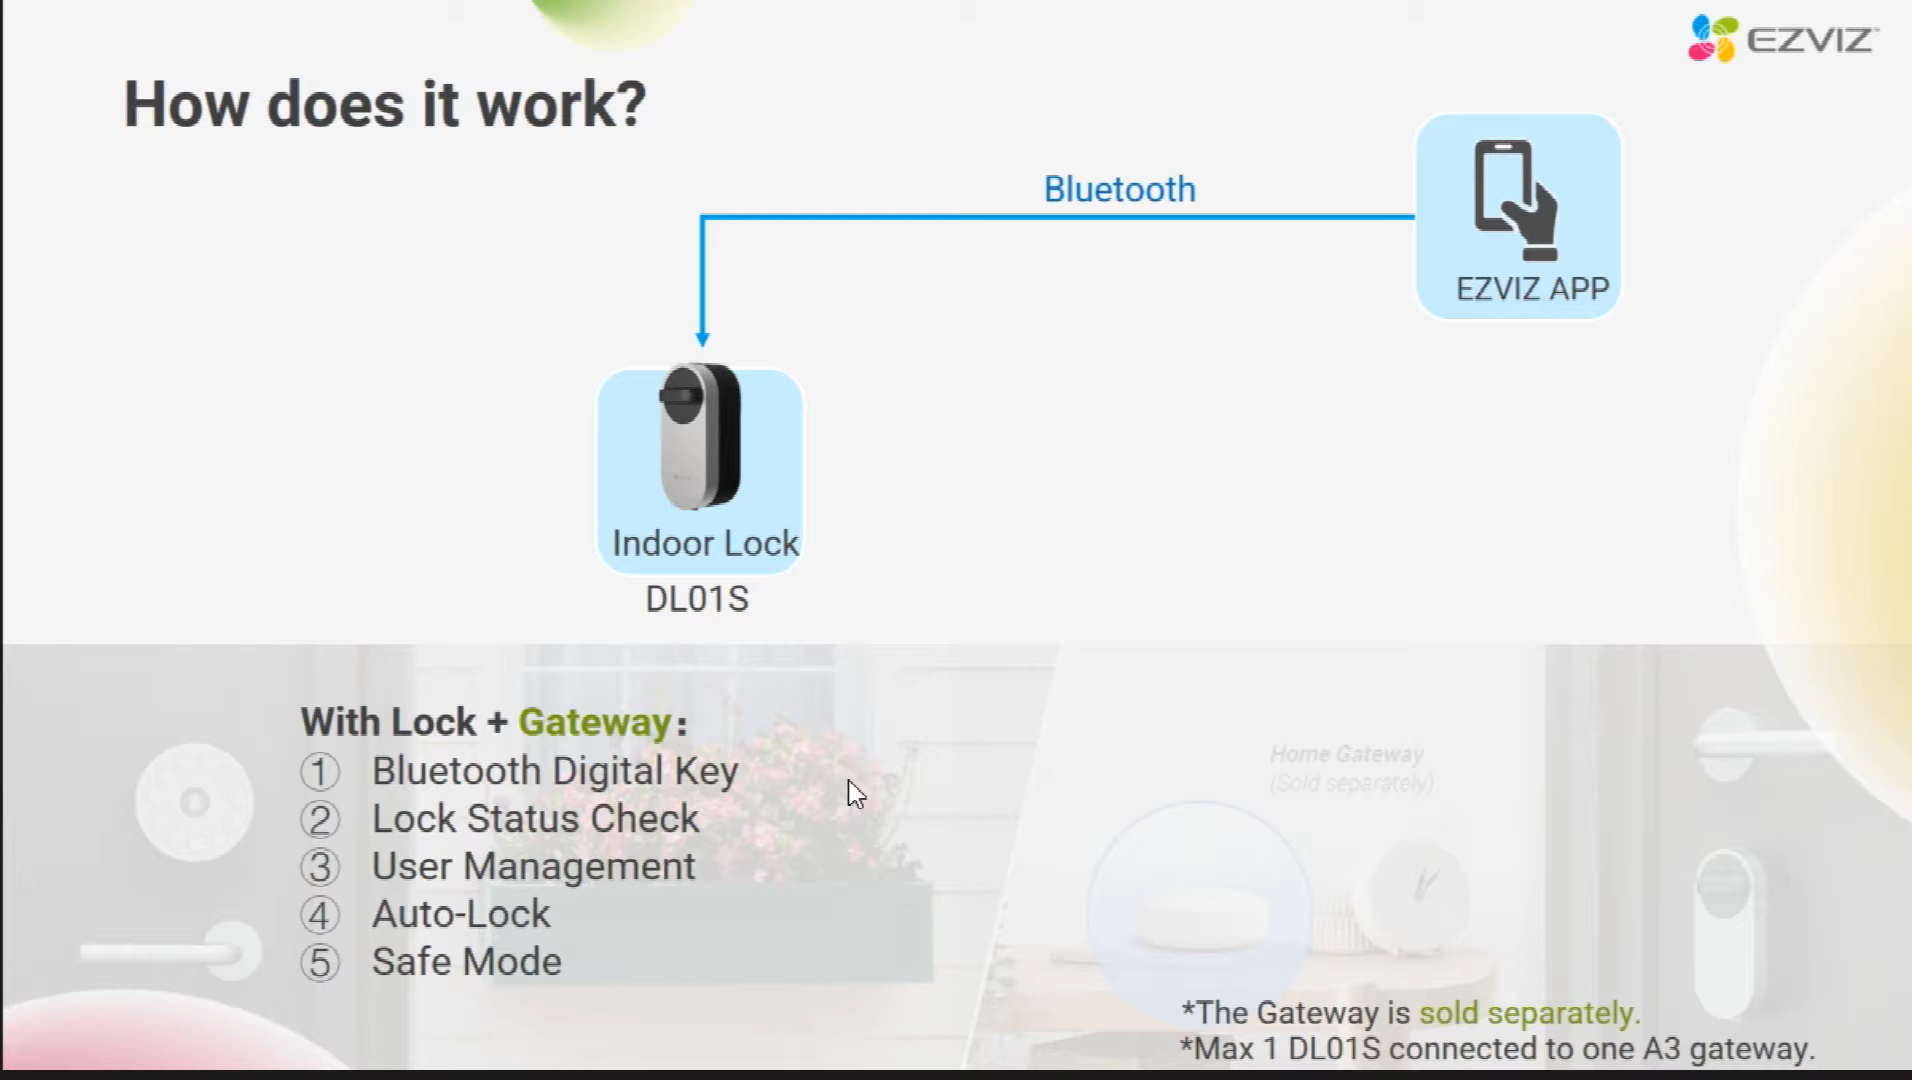 EZVIZ
How does it work?
Bluetooth
EZVIZ APP
Indoor Lock
DL01S
With Lock + Gateway：
① Bluetooth Digital Key
② Lock Status Check
③ User Management
④ Auto-Lock
⑤ Safe Mode
Home Gateway
(Sold separately)
*The Gateway is sold separately.
*Max 1 DL01S connected to one A3 gateway.